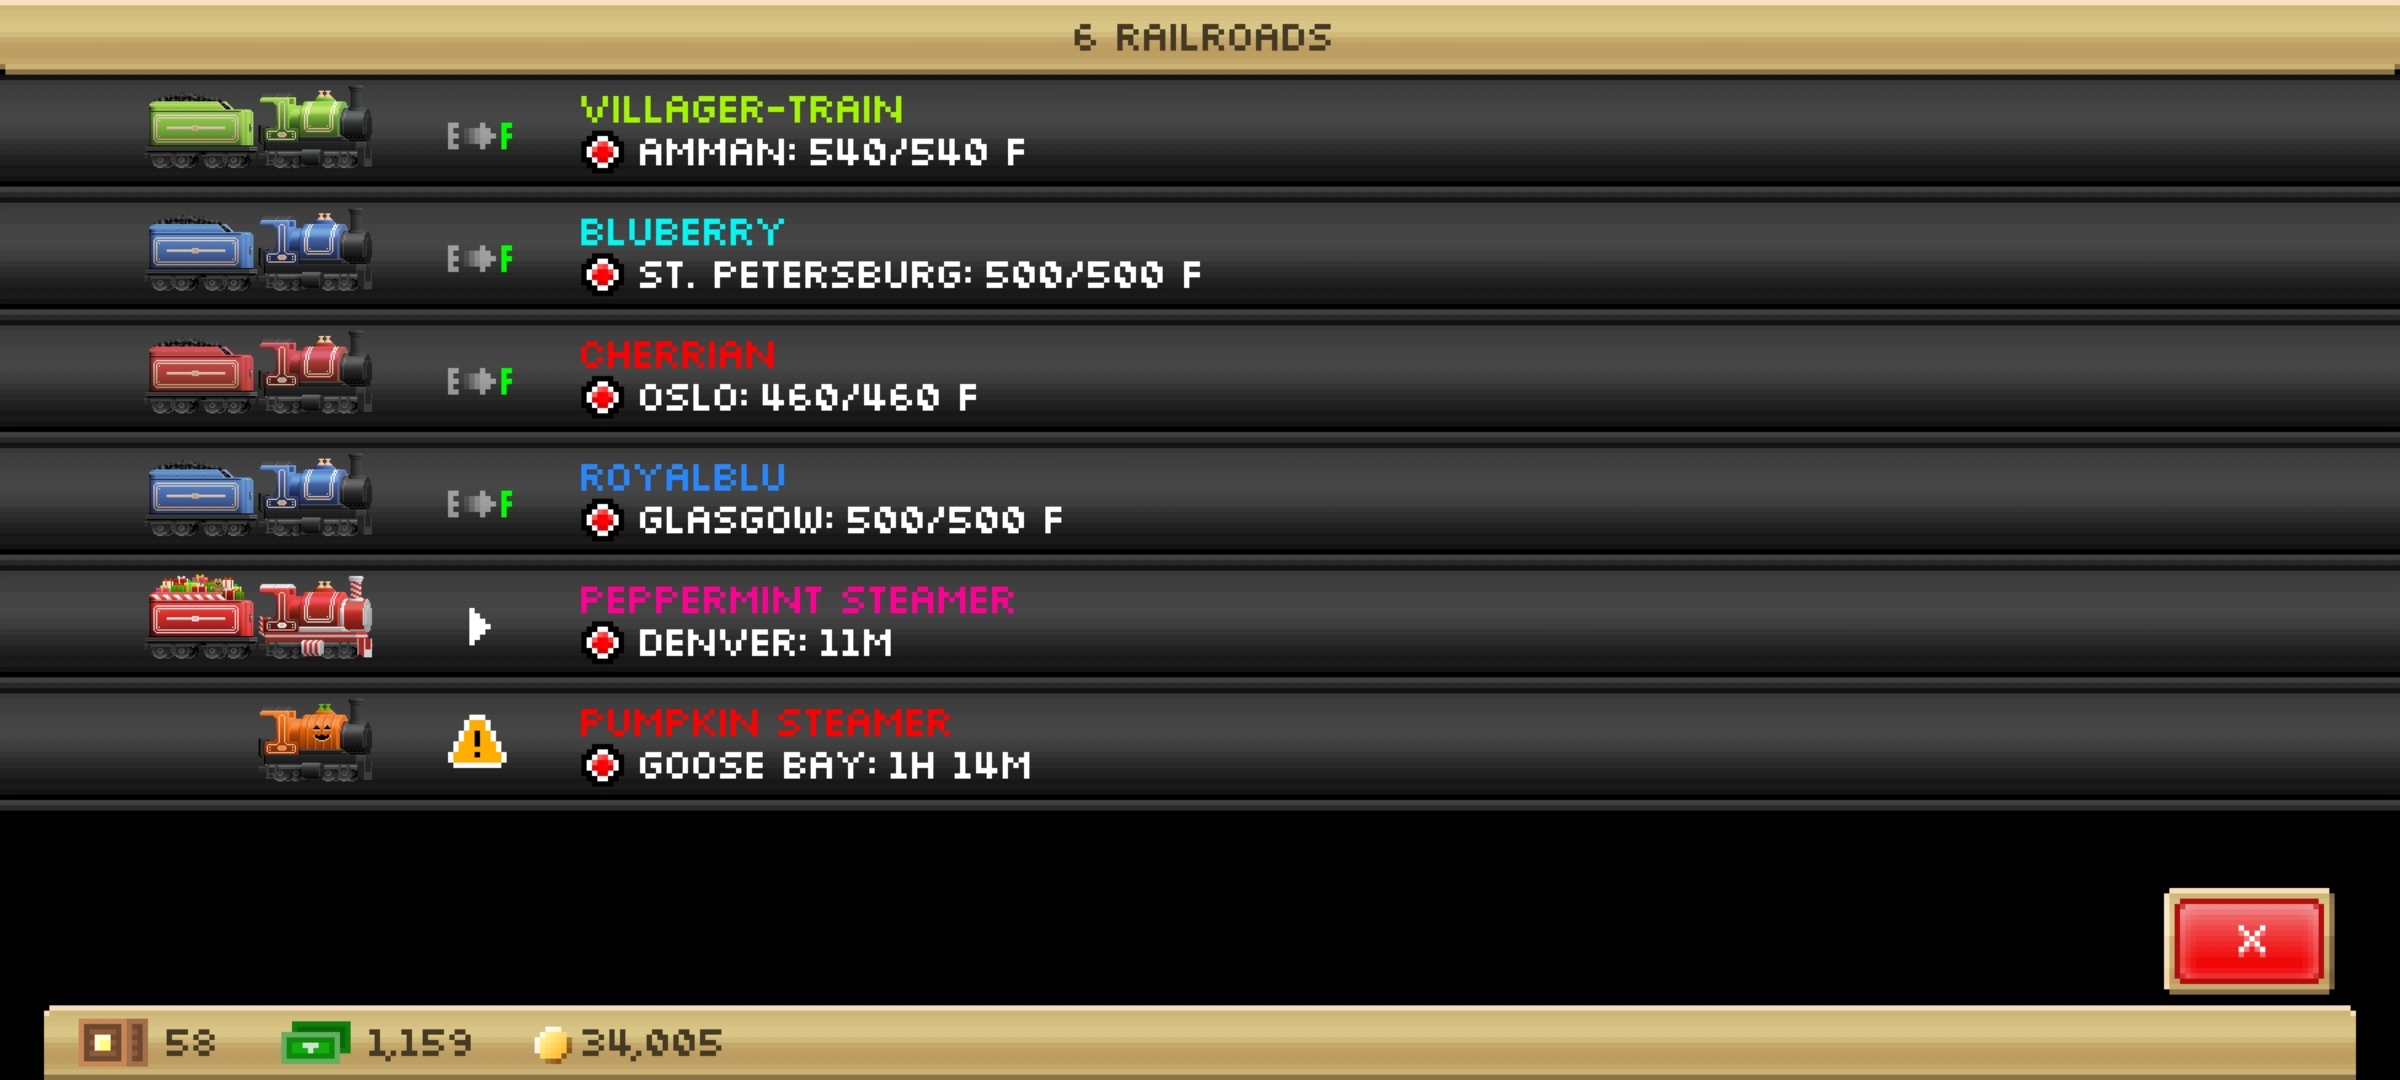 6 RAILROADS
VILLAGER-TRAIN
E F
AMMAN: 540/540 F
BLUBERRY
E F
ST. PETERSBURG: 500/500 F
CHERRIAN
E F
OSLO: 460/460 F
ROYALBLU
E F
GLASGOW: 500/500 F
PEPPERMINT STEAMER
DENVER: 11M
PUMPKIN STEAMER
!
GOOSE BAY: 1H 14M
X
58 1,159 34,005